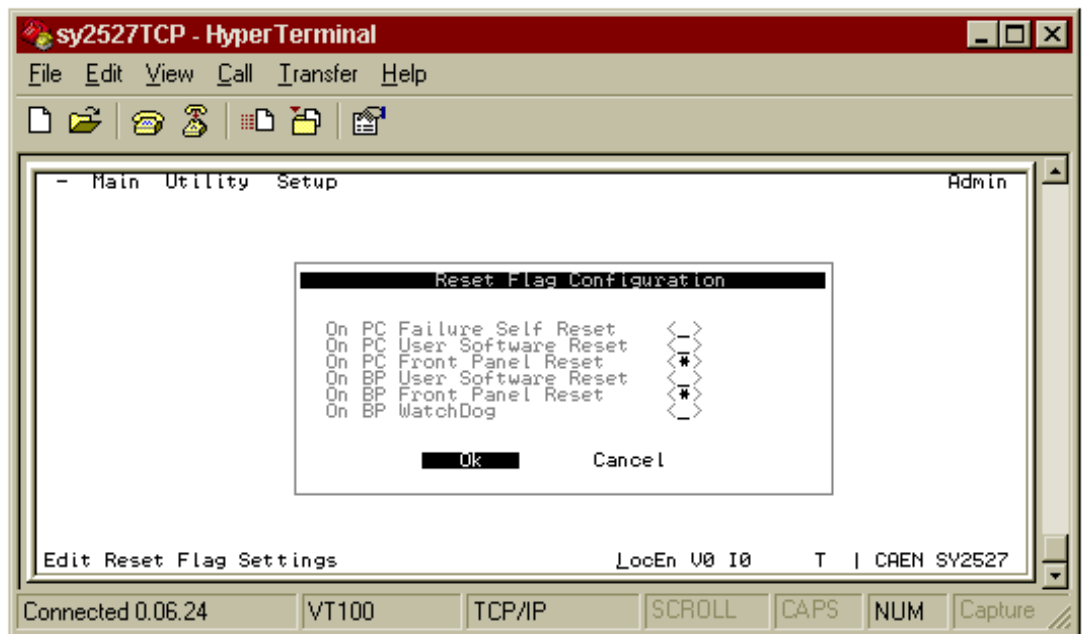 sy2527TCP - HyperTerminal
File Edit View Call Transfer Help
- Main Utility Setup Admin
Reset Flag Configuration
On PC Failure Self Reset <_>
On PC User Software Reset <_>
On PC Front Panel Reset <*>
On BP User Software Reset <_>
On BP Front Panel Reset <*>
On BP WatchDog <_>
Ok Cancel
Edit Reset Flag Settings LocEn V0 I0 T | CAEN SY2527
Connected 0.06.24 VT100 TCP/IP SCROLL CAPS NUM Capture